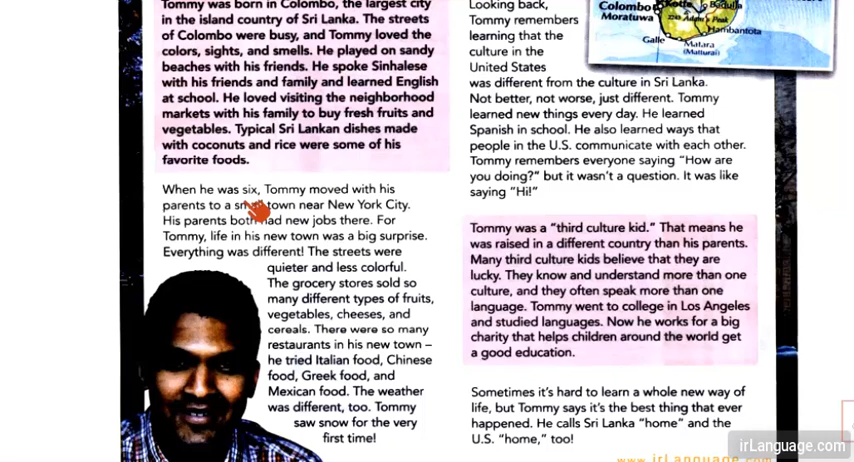 Tommy was born in Colombo, the largest city
in the island country of Sri Lanka. The streets
of Colombo were busy, and Tommy loved the
colors, sights, and smells. He played on sandy
beaches with his friends. He spoke Sinhalese
with his friends and family and learned English
at school. He loved visiting the neighborhood
markets with his family to buy fresh fruits and
vegetables. Typical Sri Lankan dishes made
with coconuts and rice were some of his
favorite foods.
When he was six, Tommy moved with his
parents to a small town near New York City.
His parents both had new jobs there. For
Tommy, life in his new town was a big surprise.
Everything was different! The streets were
quieter and less colorful.
The grocery stores sold so
many different types of fruits,
vegetables, cheeses, and
cereals. There were so many
restaurants in his new town –
he tried Italian food, Chinese
food, Greek food, and
Mexican food. The weather
was different, too. Tommy
saw snow for the very
first time!
Looking back,
Tommy remembers
learning that the
culture in the
United States
was different from the culture in Sri Lanka.
Not better, not worse, just different. Tommy
learned new things every day. He learned
Spanish in school. He also learned ways that
people in the U.S. communicate with each other.
Tommy remembers everyone saying "How are
you doing?" but it wasn't a question. It was like
saying "Hi!"
Tommy was a "third culture kid." That means he
was raised in a different country than his parents.
Many third culture kids believe that they are
lucky. They know and understand more than one
culture, and they often speak more than one
language. Tommy went to college in Los Angeles
and studied languages. Now he works for a big
charity that helps children around the world get
a good education.
Sometimes it's hard to learn a whole new way of
life, but Tommy says it's the best thing that ever
happened. He calls Sri Lanka "home" and the
U.S. "home," too!
Colombo Kotte Badulla
Moratuwa Adam's Peak
Hambantota
Galle Matara
(Matturai)
www.irLanguage.com
irLanguage.com